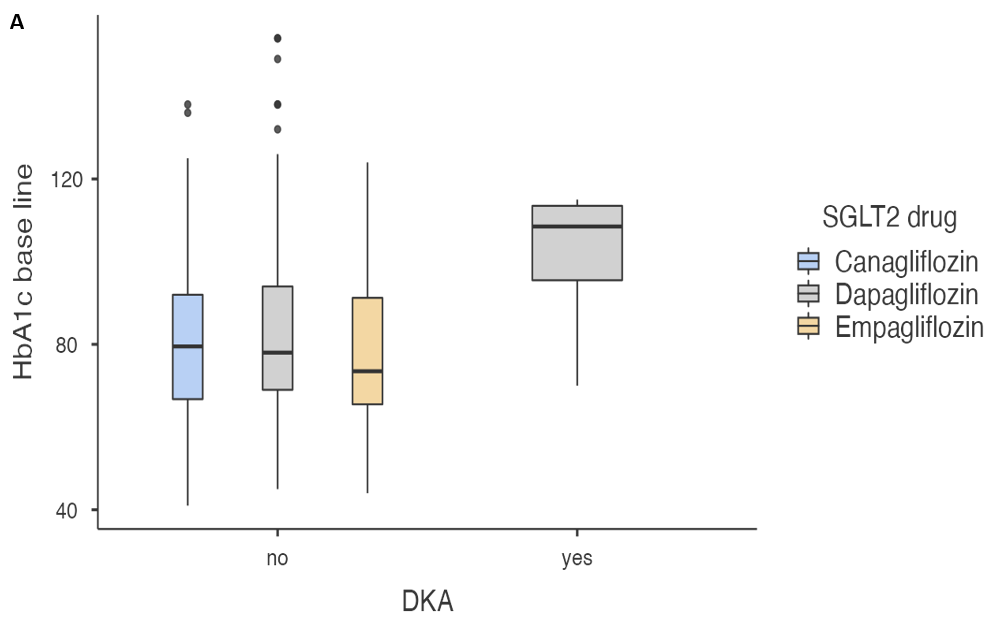 A
HbA1c base line
120
80
40
no
yes
DKA
SGLT2 drug
Canagliflozin
Dapagliflozin
Empagliflozin